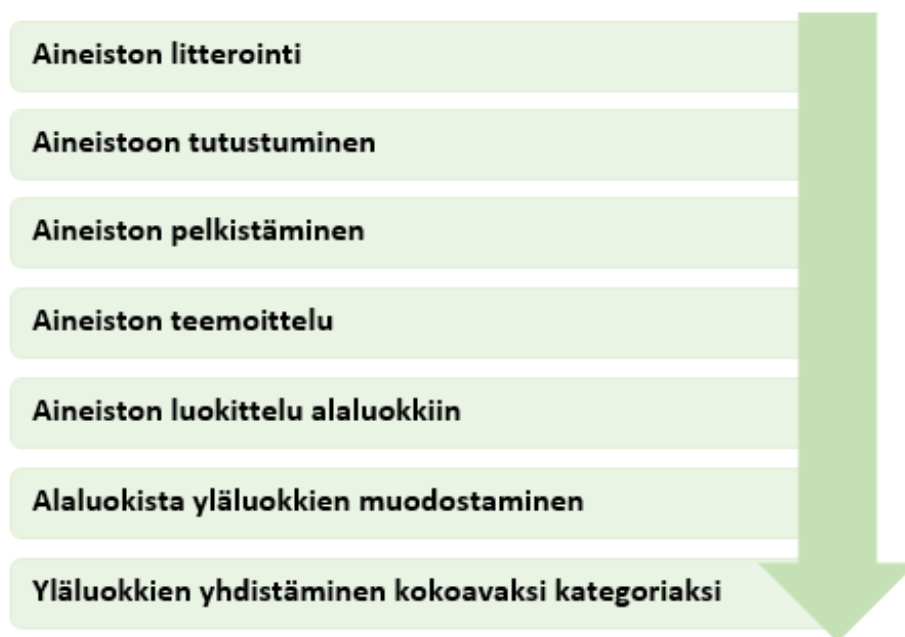 Aineiston litterointi
Aineistoon tutustuminen
Aineiston pelkistäminen
Aineiston teemoittelu
Aineiston luokittelu alaluokkiin
Alaluokista yläluokkien muodostaminen
Yläluokkien yhdistäminen kokoavaksi kategoriaksi